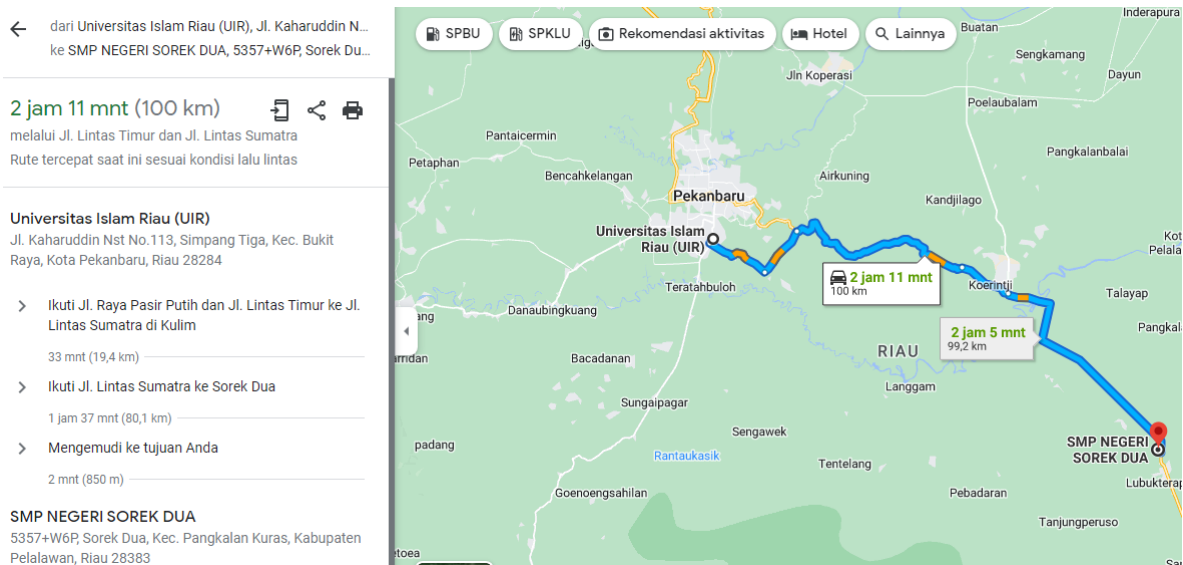 dari Universitas Islam Riau (UIR), Jl. Kaharuddin N...
ke SMP NEGERI SOREK DUA, 5357+W6P, Sorek Du...
2 jam 11 mnt (100 km)
melalui Jl. Lintas Timur dan Jl. Lintas Sumatra
Rute tercepat saat ini sesuai kondisi lalu lintas
Universitas Islam Riau (UIR)
Jl. Kaharuddin Nst No.113, Simpang Tiga, Kec. Bukit
Raya, Kota Pekanbaru, Riau 28284
Ikuti Jl. Raya Pasir Putih dan Jl. Lintas Timur ke Jl.
Lintas Sumatra di Kulim
33 mnt (19,4 km)
Ikuti Jl. Lintas Sumatra ke Sorek Dua
1 jam 37 mnt (80,1 km)
Mengemudi ke tujuan Anda
2 mnt (850 m)
SMP NEGERI SOREK DUA
5357+W6P, Sorek Dua, Kec. Pangkalan Kuras, Kabupaten
Pelalawan, Riau 28383
SPBU
SPKLU
Rekomendasi aktivitas
Hotel
Lainnya
Inderapura
Buatan
Sengkamang
Jln Koperasi
Dayun
Poelaubalam
Pantaicermin
Petaphan
Bencahkelangan
Pangkalanbalai
Airkuning
Pekanbaru
Kandjilago
Universitas Islam
Riau (UIR)
Kot
Pelala
2 jam 11 mnt
100 km
Teratahbuloh
Koerintji
Talayap
Danaubingkuang
ang
Pangkal
2 jam 5 mnt
99,2 km
RIAU
Bacadanan
Langgam
Sungaipagar
Sengawek
padang
SMP NEGERI
SOREK DUA
Rantaukasik
Tentelang
Lubukterap
Goenoengsahilan
Pebadaran
Tanjungperuso
etoea